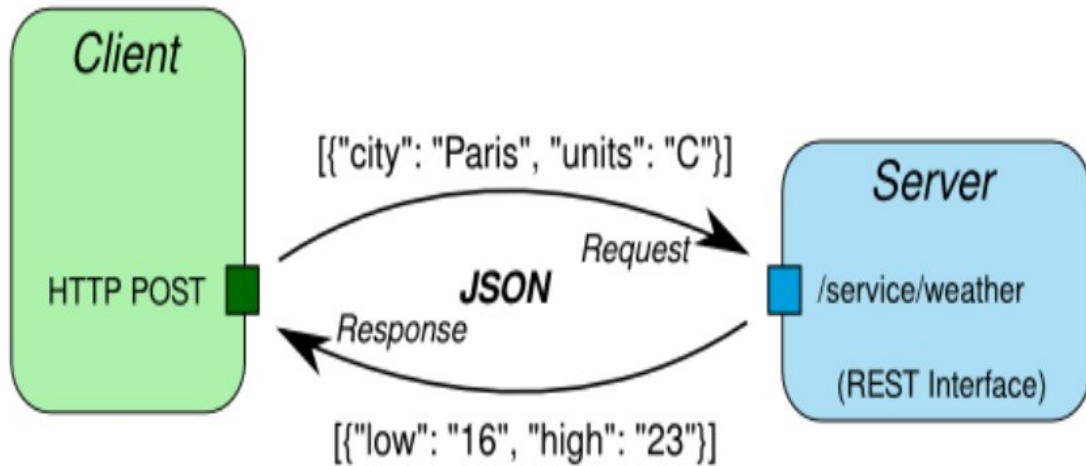 Client
[{"city": "Paris", "units": "C"}]
Server
Request
HTTP POST
JSON
/service/weather
Response
(REST Interface)
[{"low": "16", "high": "23"}]